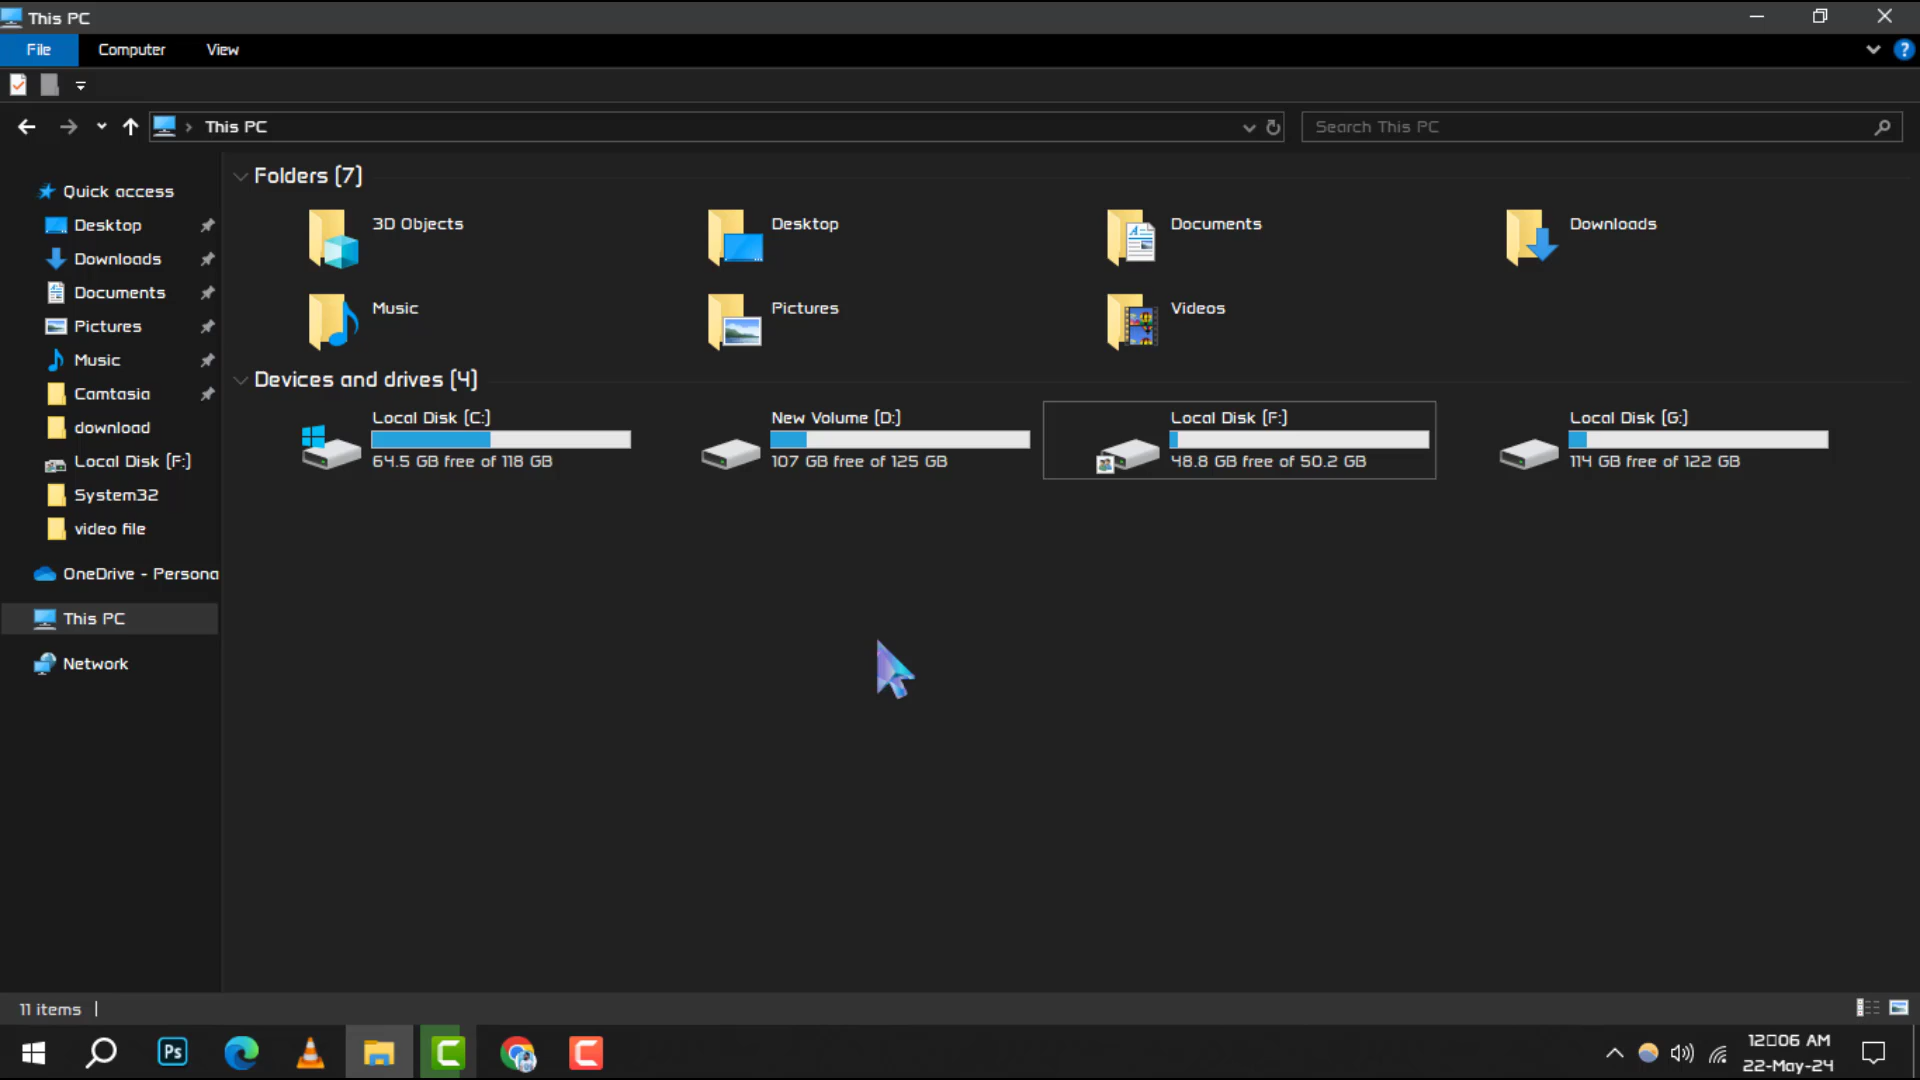 This PC
File
Computer
View
This PC
Search This PC
Quick access
Desktop
Downloads
Documents
Pictures
Music
Camtasia
download
Local Disk (F:)
System32
video file
OneDrive - Persona
This PC
Network
Folders (7)
3D Objects
Desktop
Documents
Downloads
Music
Pictures
Videos
Devices and drives (4)
Local Disk (C:)
64.5 GB free of 118 GB
New Volume (D:)
107 GB free of 125 GB
Local Disk (F:)
48.8 GB free of 50.2 GB
Local Disk (G:)
114 GB free of 122 GB
11 items
Ps
12□06 AM
22-May-24